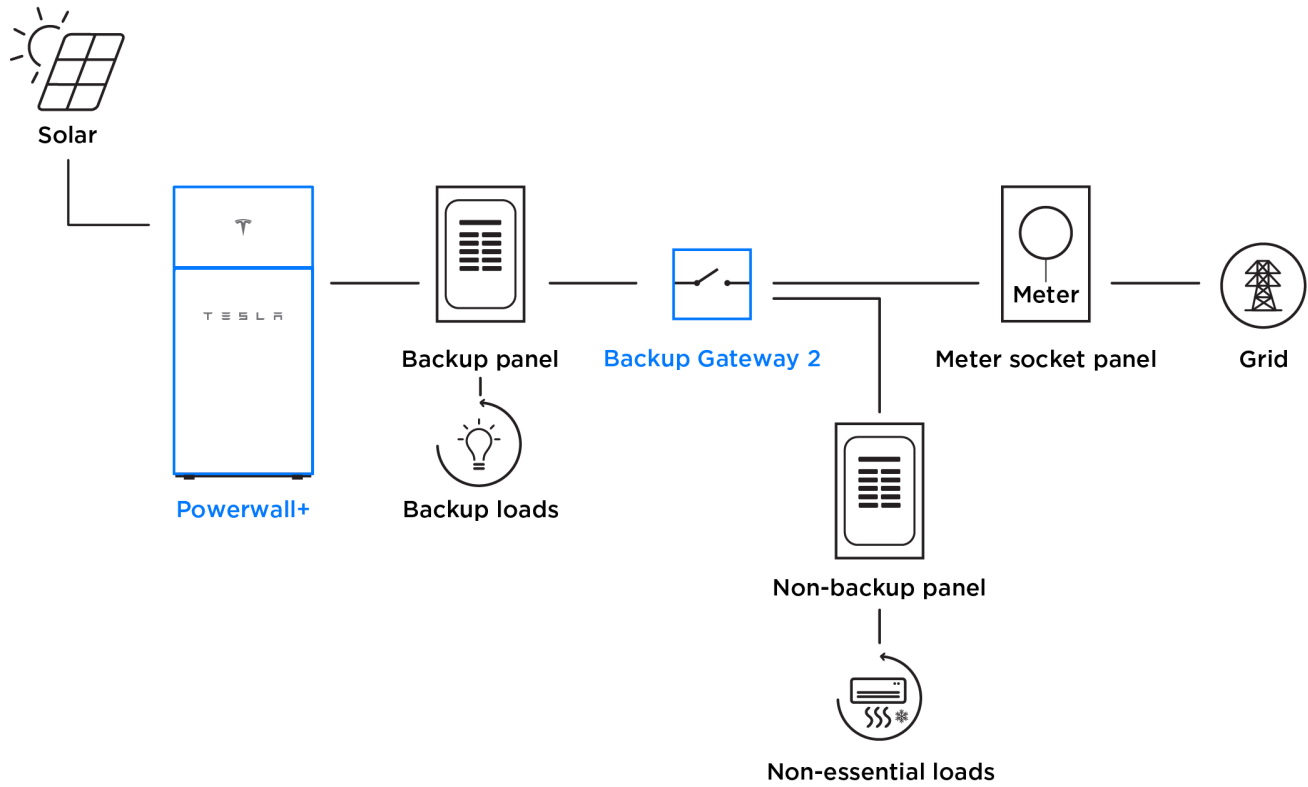 Solar
TESLA
Powerwall+
Backup panel
Backup loads
Backup Gateway 2
Meter
Meter socket panel
Grid
Non-backup panel
Non-essential loads